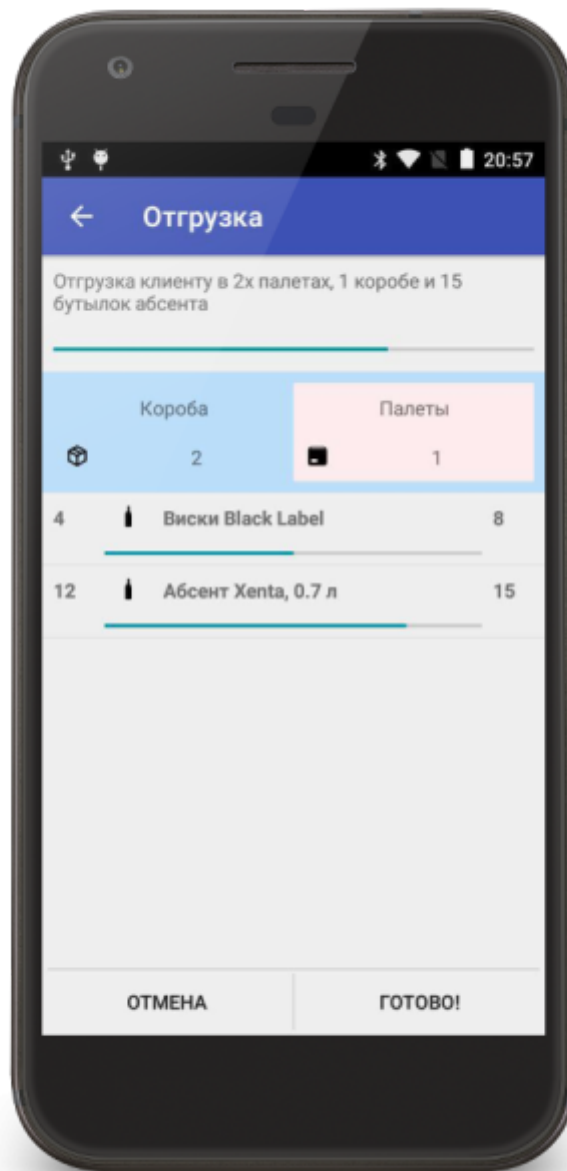 20:57
Отгрузка
Отгрузка клиенту в 2х палетах, 1 коробе и 15
бутылок абсента
Короба Палеты
2 1
4 Виски Black Label 8
12 Абсент Xenta, 0.7 л 15
ОТМЕНА ГОТОВО!